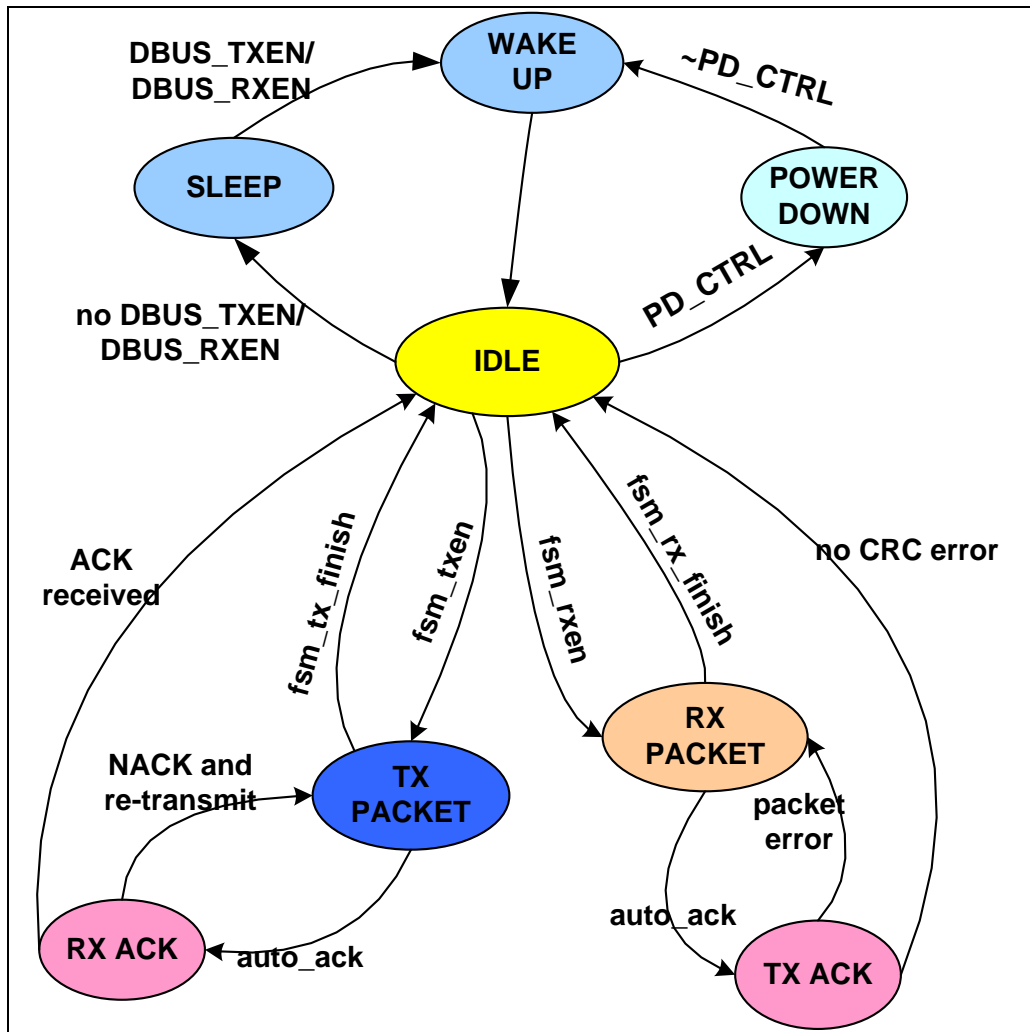 DBUS_TXEN/
DBUS_RXEN
WAKE
UP
~PD_CTRL
SLEEP
POWER
DOWN
no DBUS_TXEN/
DBUS_RXEN
PD_CTRL
IDLE
ACK
received
fsm_tx_finish
fsm_txen
fsm_rxen
fsm_rx_finish
no CRC error
NACK and
re-transmit
TX
PACKET
RX
PACKET
packet
error
RX ACK
auto_ack
auto_ack
TX ACK